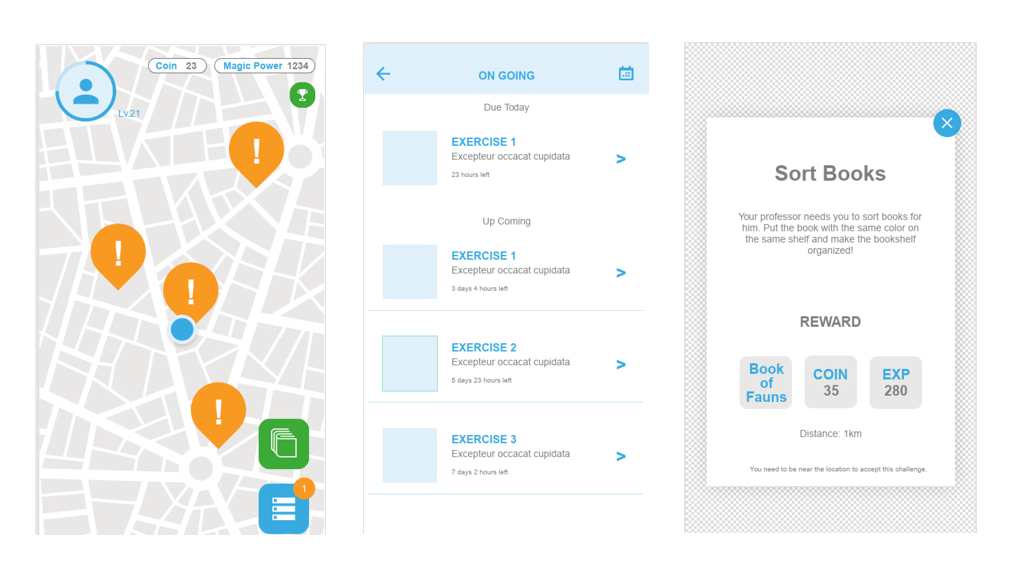 Coin 23
Magic Power 1234
Lv.21
!
!
!
!
1
ON GOING
Due Today
EXERCISE 1
Excepteur occacat cupidata
23 hours left
>
Up Coming
EXERCISE 1
Excepteur occacat cupidata
3 days 4 hours left
>
EXERCISE 2
Excepteur occacat cupidata
5 days 23 hours left
>
EXERCISE 3
Excepteur occacat cupidata
7 days 2 hours left
>
Sort Books
Your professor needs you to sort books for
him. Put the book with the same color on
the same shelf and make the bookshelf
organized!
REWARD
Book
of
Fauns
COIN
35
EXP
280
Distance: 1km
You need to be near the location to accept this challenge.